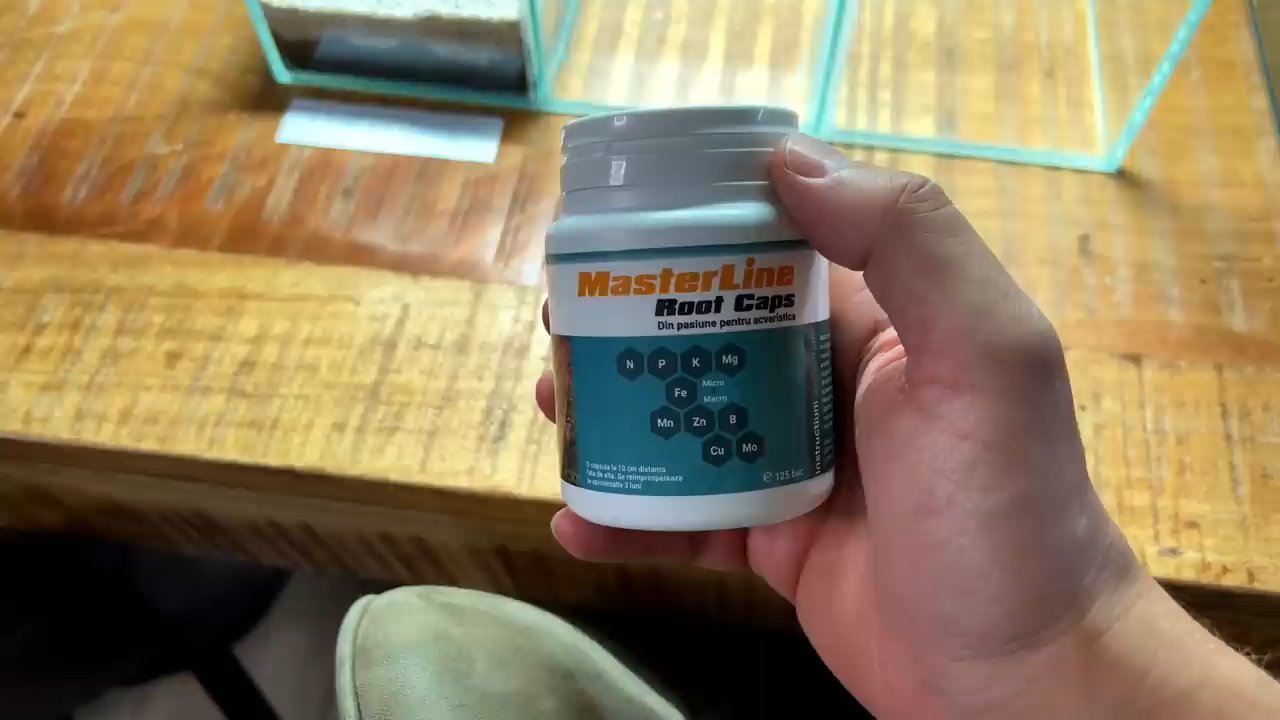 MasterLine
Root Caps
Din pasiune pentru acvaristica
N P K Mg
Fe Micro
Macro
Mn Zn B
Cu Mo
O capsula la 10 cm distanta
fata de alta. Se reimprospateaza
la aproximativ 3 luni
℮ 125 buc
Instructiuni